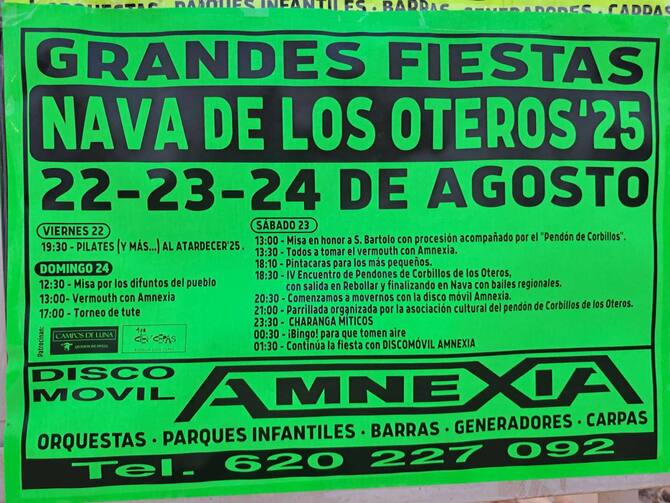 ORQUESTAS · PARQUES INFANTILES · BARRAS · GENERADORES · CARPAS
GRANDES FIESTAS
NAVA DE LOS OTEROS'25
22-23-24 DE AGOSTO
VIERNES 22
19:30 - PILATES (Y MÁS...) AL ATARDECER'25.
DOMINGO 24
12:30 - Misa por los difuntos del pueblo
13:00- Vermouth con Amnexia
17:00 - Torneo de tute
SÁBADO 23
13:00 - Misa en honor a S. Bartolo con procesión acompañado por el "Pendón de Corbillos".
13:30 - Todos a tomar el vermouth con Amnexia.
18:10 - Pintacaras para los más pequeños.
18:30 - IV Encuentro de Pendones de Corbillos de los Oteros,
con salida en Rebollar y finalizando en Nava con bailes regionales.
20:30 - Comenzamos a movernos con la disco móvil Amnexia.
21:00 - Parrillada organizada por la asociación cultural del pendón de Corbillos de los Oteros.
23:30 - CHARANGA MÍTICOS
00:30 - ¡Bingo! para que tomen aire
01:30 - Continúa la fiesta con DISCOMÓVIL AMNEXIA
Patrocinan:
CAMPOS DE LUNA
DISCO
MOVIL
AMNEXIA
ORQUESTAS · PARQUES INFANTILES · BARRAS · GENERADORES · CARPAS
Tel. 620 227 092